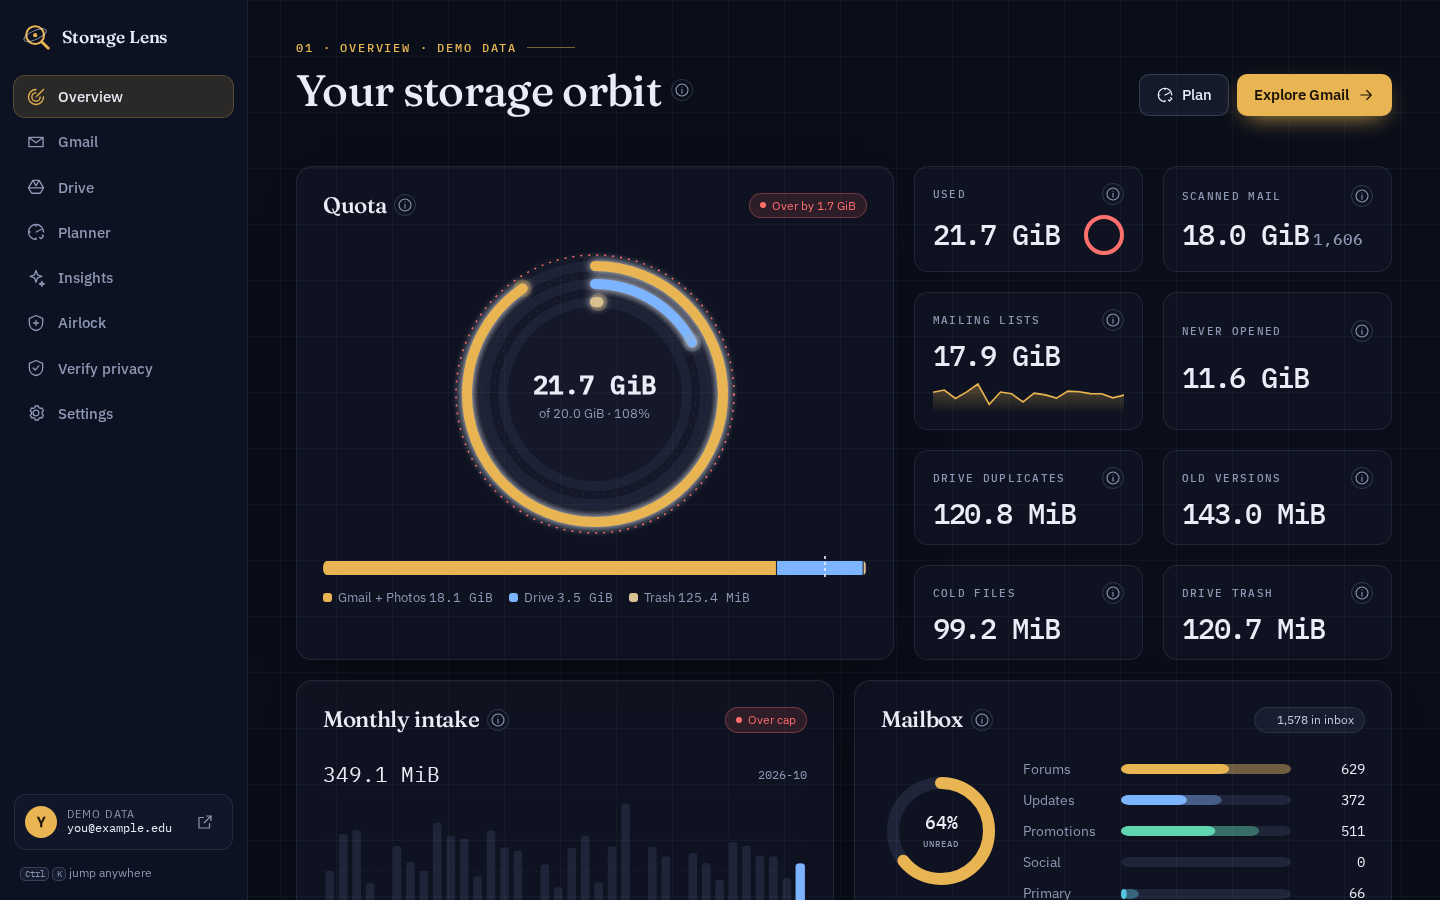 Storage Lens
Overview
Gmail
Drive
Planner
Insights
Airlock
Verify privacy
Settings
DEMO DATA
Y
you@example.edu
Ctrl K jump anywhere
01 · OVERVIEW · DEMO DATA
Your storage orbit
Plan
Explore Gmail
Quota
Over by 1.7 GiB
21.7 GiB
of 20.0 GiB · 108%
Gmail + Photos 18.1 GiB Drive 3.5 GiB Trash 125.4 MiB
USED
21.7 GiB
SCANNED MAIL
18.0 GiB 1,606
MAILING LISTS
17.9 GiB
NEVER OPENED
11.6 GiB
DRIVE DUPLICATES
120.8 MiB
OLD VERSIONS
143.0 MiB
COLD FILES
99.2 MiB
DRIVE TRASH
120.7 MiB
Monthly intake
Over cap
349.1 MiB
2026-10
Mailbox
1,578 in inbox
64%
UNREAD
Forums 629
Updates 372
Promotions 511
Social 0
Primary 66